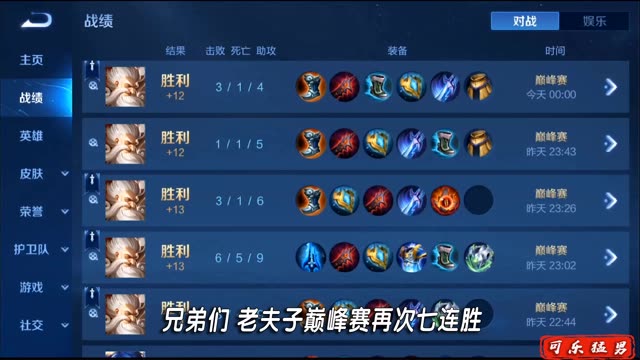 战绩
对战 娱乐
结果 击败 死亡 助攻 装备 时间
主页
战绩
英雄
皮肤
荣誉
护卫队
游戏
社交
胜利 3 / 1 / 4 巅峰赛
+12 今天 00:00
胜利 1 / 1 / 5 巅峰赛
+12 昨天 23:43
胜利 3 / 1 / 6 巅峰赛
+13 昨天 23:26
胜利 6 / 5 / 9 巅峰赛
+13 昨天 23:02
胜利 巅峰赛
昨天 22:44
兄弟们 老夫子巅峰赛再次七连胜
可乐猛男